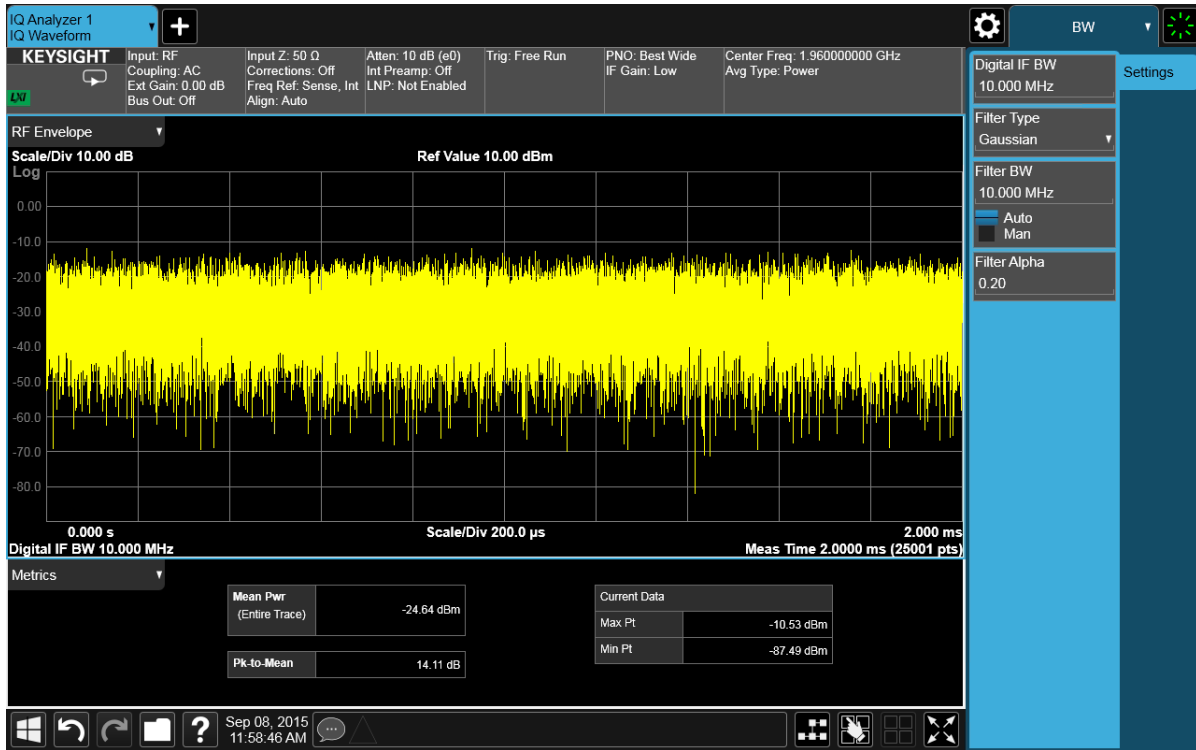 IQ Analyzer 1
IQ Waveform
BW
KEYSIGHT
LXI
Input: RF
Coupling: AC
Ext Gain: 0.00 dB
Bus Out: Off
Input Z: 50 Ω
Corrections: Off
Freq Ref: Sense, Int
Align: Auto
Atten: 10 dB (e0)
Int Preamp: Off
LNP: Not Enabled
Trig: Free Run
PNO: Best Wide
IF Gain: Low
Center Freq: 1.960000000 GHz
Avg Type: Power
Digital IF BW
10.000 MHz
Settings
Filter Type
Gaussian
Filter BW
10.000 MHz
Auto
Man
Filter Alpha
0.20
RF Envelope
Scale/Div 10.00 dB
Ref Value 10.00 dBm
Log
0.00
-10.0
-20.0
-30.0
-40.0
-50.0
-60.0
-70.0
-80.0
0.000 s
Scale/Div 200.0 µs
2.000 ms
Digital IF BW 10.000 MHz
Meas Time 2.0000 ms (25001 pts)
Metrics
Mean Pwr
(Entire Trace)
-24.64 dBm
Pk-to-Mean
14.11 dB
Current Data
Max Pt
-10.53 dBm
Min Pt
-87.49 dBm
?
Sep 08, 2015
11:58:46 AM